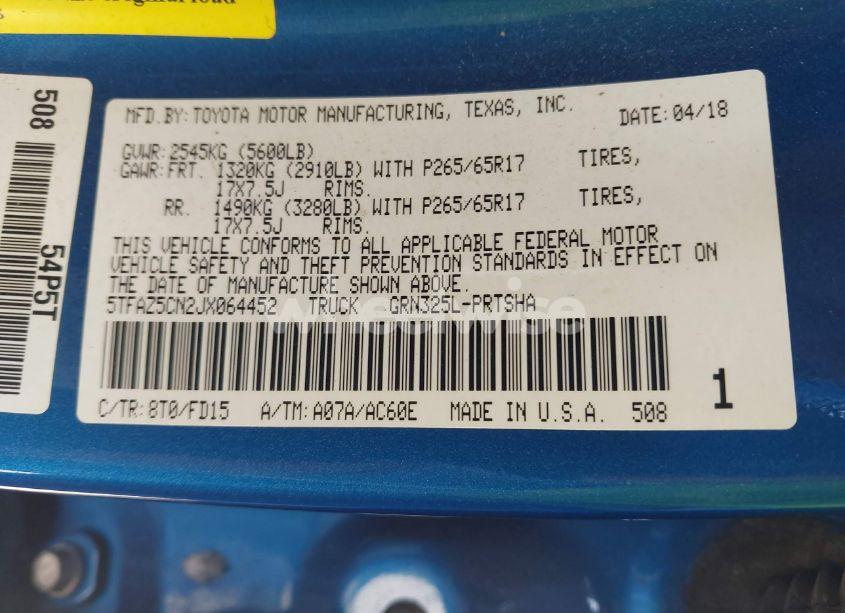 508
54P5T
MFD.BY:TOYOTA MOTOR MANUFACTURING, TEXAS, INC. DATE:04/18
GVWR:2545KG (5600LB)
GAWR:FRT. 1320KG (2910LB) WITH P265/65R17 TIRES,
17X7.5J RIMS.
RR. 1490KG (3280LB) WITH P265/65R17 TIRES,
17X7.5J RIMS.
THIS VEHICLE CONFORMS TO ALL APPLICABLE FEDERAL MOTOR
VEHICLE SAFETY AND THEFT PREVENTION STANDARDS IN EFFECT ON
THE DATE OF MANUFACTURE SHOWN ABOVE.
5TFAZ5CN2JX064452 TRUCK GRN325L-PRTSHA
wheelwise
C/TR:8T0/FD15 A/TM:A07A/AC60E MADE IN U.S.A. 508 1